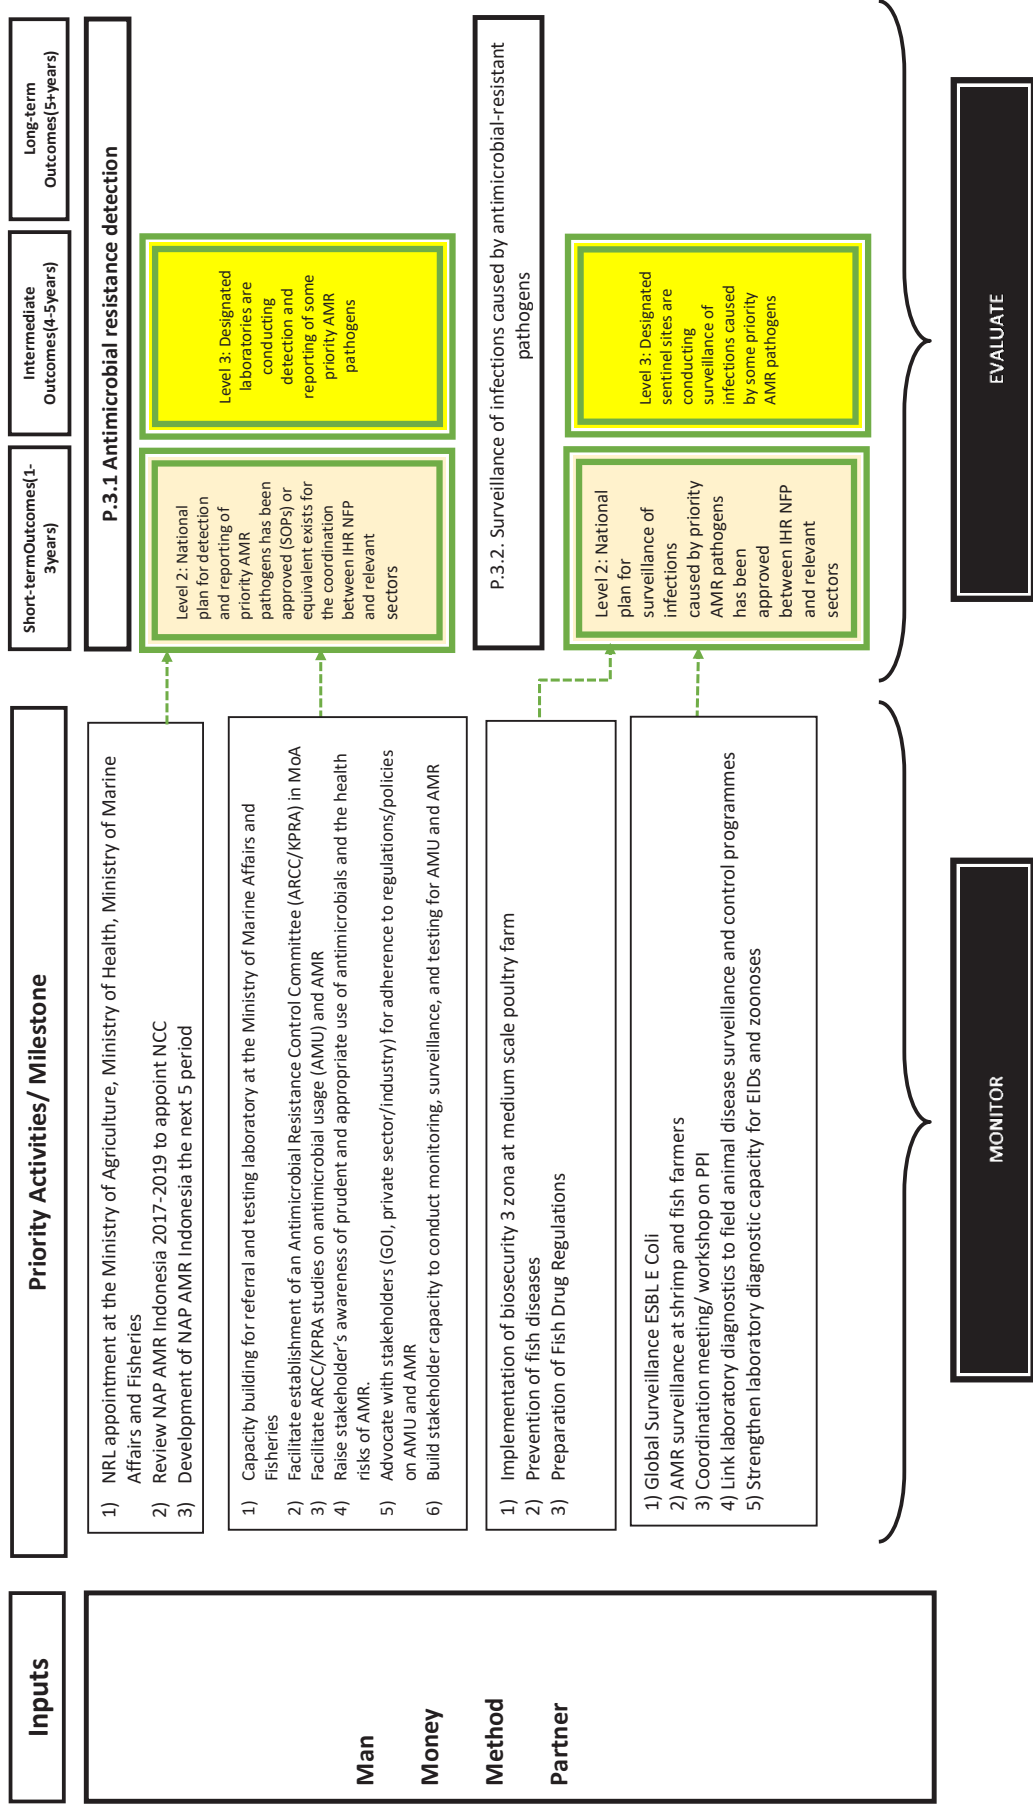 Inputs
Priority Activities/ Milestone
Short-termOutcomes(1-
3years)
Intermediate
Outcomes(4-5years)
Long-term
Outcomes(5+years)
Man
Money
Method
Partner
1) NRL appointment at the Ministry of Agriculture, Ministry of Health, Ministry of Marine
Affairs and Fisheries
2) Review NAP AMR Indonesia 2017-2019 to appoint NCC
3) Development of NAP AMR Indonesia the next 5 period
1) Capacity building for referral and testing laboratory at the Ministry of Marine Affairs and
Fisheries
2) Facilitate establishment of an Antimicrobial Resistance Control Committee (ARCC/KPRA) in MoA
3) Facilitate ARCC/KPRA studies on antimicrobial usage (AMU) and AMR
4) Raise stakeholder’s awareness of prudent and appropriate use of antimicrobials and the health
risks of AMR.
5) Advocate with stakeholders (GOI, private sector/industry) for adherence to regulations/policies
on AMU and AMR
6) Build stakeholder capacity to conduct monitoring, surveillance, and testing for AMU and AMR
1) Implementation of biosecurity 3 zona at medium scale poultry farm
2) Prevention of fish diseases
3) Preparation of Fish Drug Regulations
1) Global Surveillance ESBL E Coli
2) AMR surveillance at shrimp and fish farmers
3) Coordination meeting/ workshop on PPI
4) Link laboratory diagnostics to field animal disease surveillance and control programmes
5) Strengthen laboratory diagnostic capacity for EIDs and zoonoses
P.3.1 Antimicrobial resistance detection
Level 2: National
plan for detection
and reporting of
priority AMR
pathogens has been
approved (SOPs) or
equivalent exists for
the coordination
between IHR NFP
and relevant
sectors
Level 3: Designated
laboratories are
conducting
detection and
reporting of some
priority AMR
pathogens
P.3.2. Surveillance of infections caused by antimicrobial-resistant
pathogens
Level 2: National
plan for
surveillance of
infections
caused by priority
AMR pathogens
has been
approved
between IHR NFP
and relevant
sectors
Level 3: Designated
sentinel sites are
conducting
surveillance of
infections caused
by some priority
AMR pathogens
MONITOR
EVALUATE